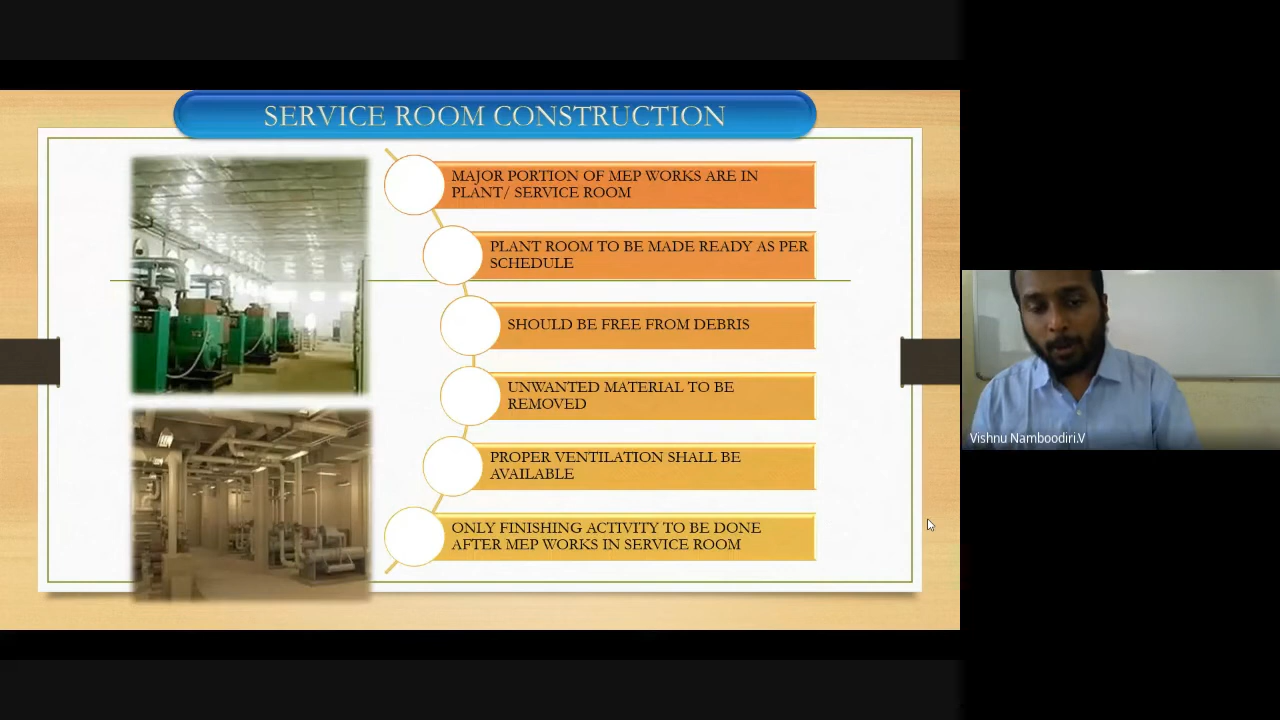 SERVICE ROOM CONSTRUCTION
MAJOR PORTION OF MEP WORKS ARE IN
PLANT/ SERVICE ROOM
PLANT ROOM TO BE MADE READY AS PER
SCHEDULE
SHOULD BE FREE FROM DEBRIS
UNWANTED MATERIAL TO BE
REMOVED
PROPER VENTILATION SHALL BE
AVAILABLE
ONLY FINISHING ACTIVITY TO BE DONE
AFTER MEP WORKS IN SERVICE ROOM
Vishnu Namboodiri.V